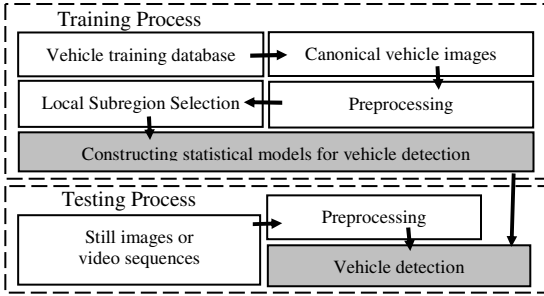 Training Process
Vehicle training database
Canonical vehicle images
Local Subregion Selection
Preprocessing
Constructing statistical models for vehicle detection
Testing Process
Still images or
video sequences
Preprocessing
Vehicle detection